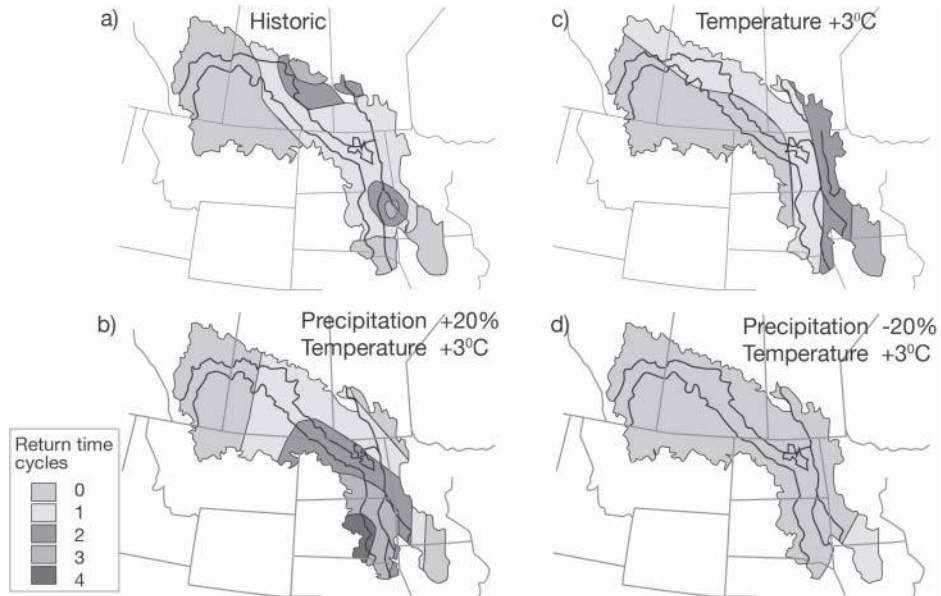 a)
Historic
c)
Temperature +3⁰C
b)
Precipitation +20%
Temperature +3⁰C
d)
Precipitation -20%
Temperature +3⁰C
Return time
cycles
0
1
2
3
4